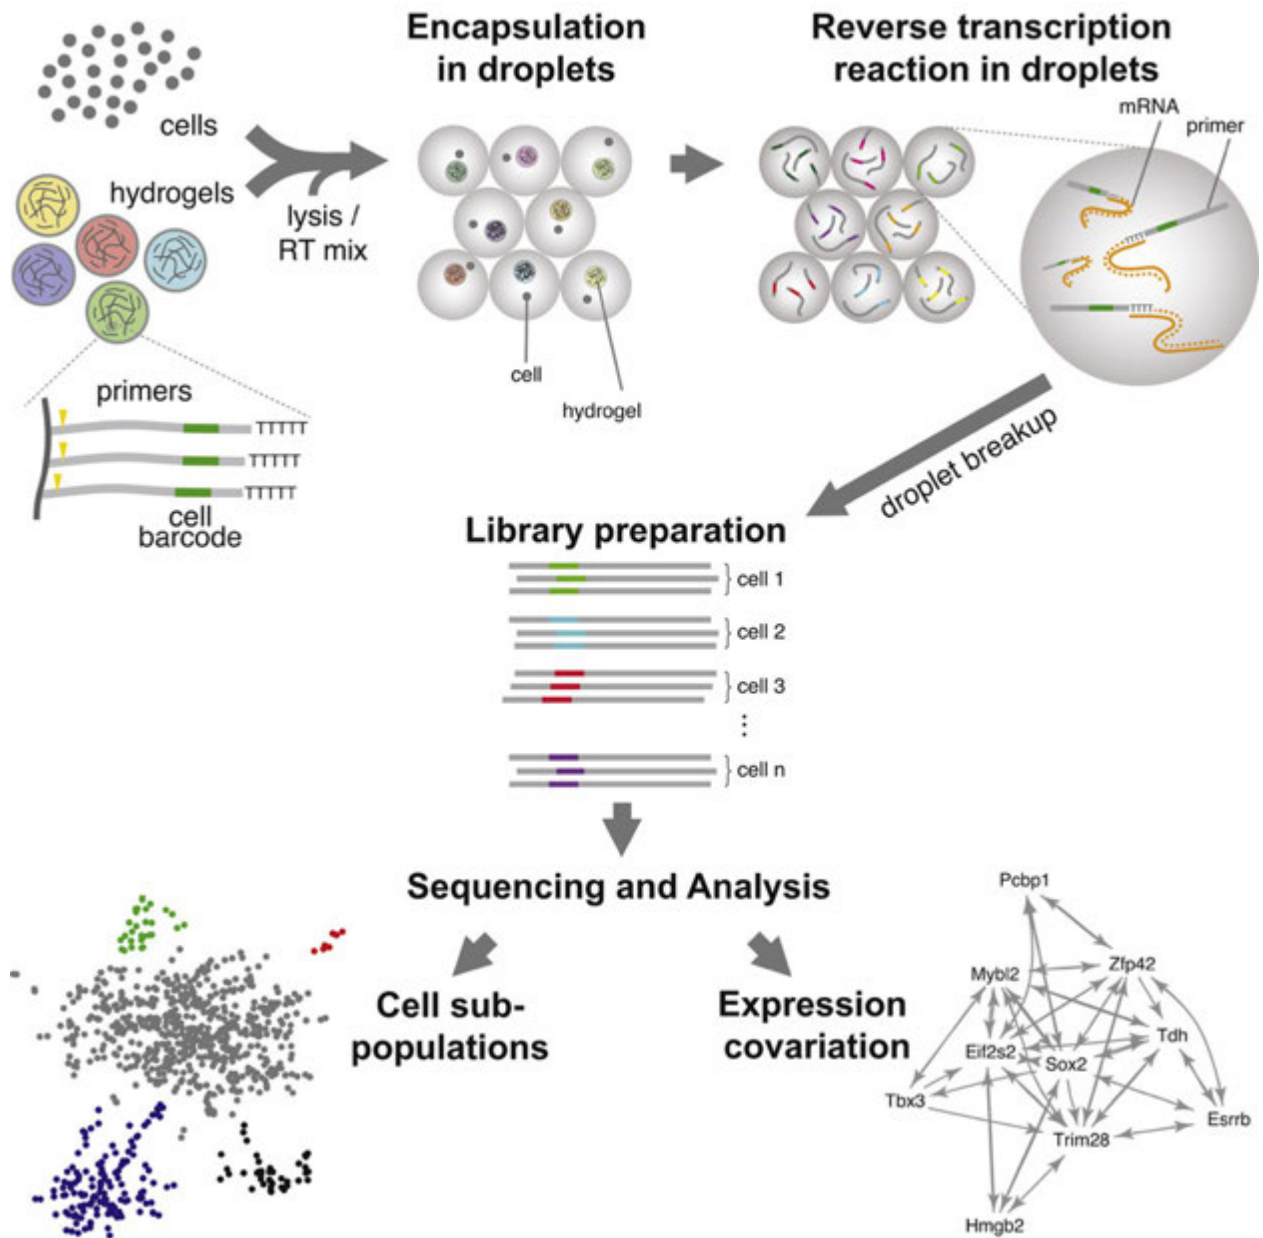 Encapsulation
in droplets
Reverse transcription
reaction in droplets
cells
hydrogels
lysis /
RT mix
mRNA
primer
cell
hydrogel
primers
TTTTT
TTTTT
TTTTT
cell
barcode
TTTT
TTTT
droplet breakup
Library preparation
cell 1
cell 2
cell 3
⋮
cell n
Sequencing and Analysis
Cell sub-
populations
Expression
covariation
Pcbp1
Zfp42
Mybl2
Tdh
Eif2s2
Sox2
Tbx3
Esrrb
Trim28
Hmgb2